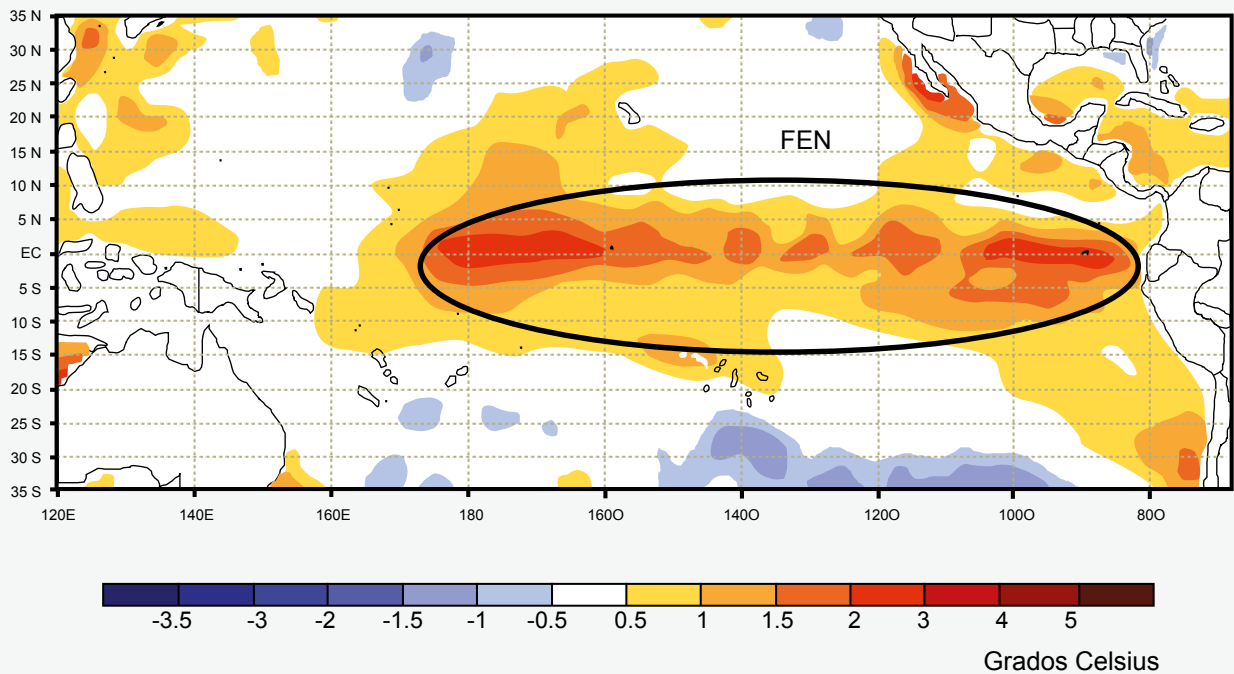 35 N
30 N
25 N
20 N
FEN
15 N
10 N
5 N
EC
5 S
10 S
15 S
20 S
25 S
30 S
35 S
120E 140E 160E 180 160O 140O 120O 100O 80O
-3.5 -3 -2 -1.5 -1 -0.5 0.5 1 1.5 2 3 4 5
Grados Celsius